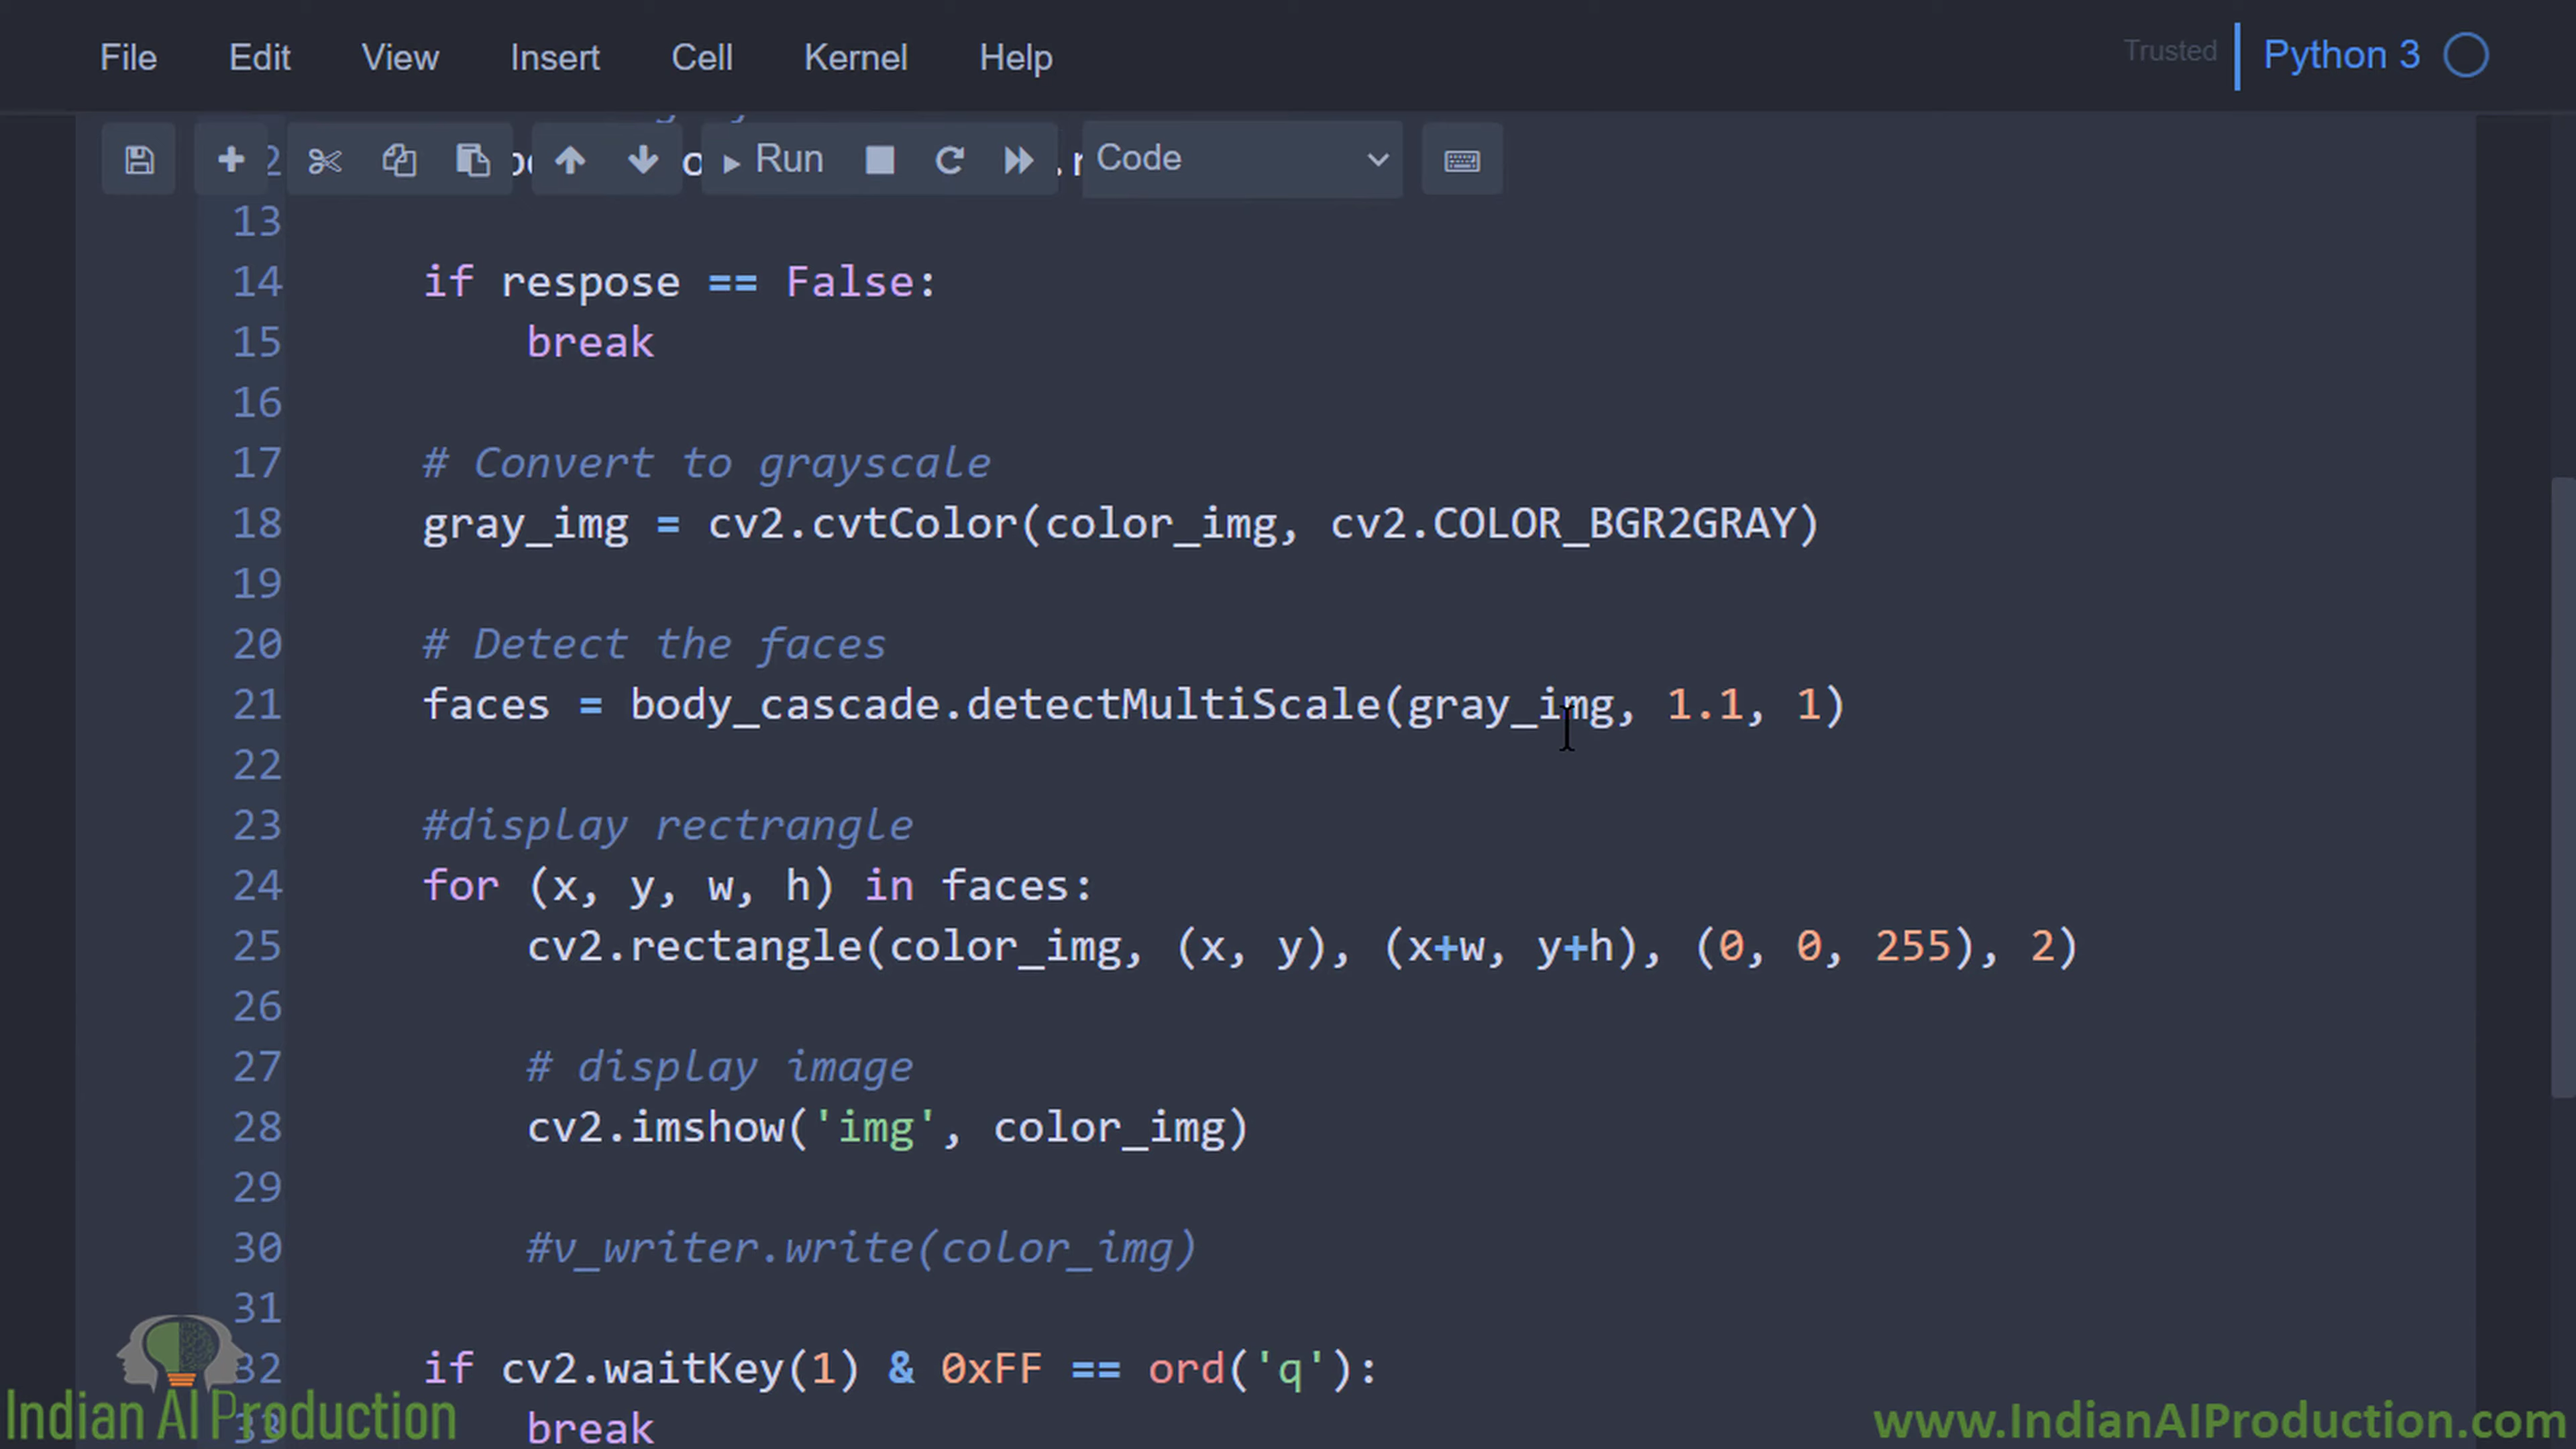 File Edit View Insert Cell Kernel Help Trusted Python 3
Run Code
13
14 if respose == False:
15 break
16
17 # Convert to grayscale
18 gray_img = cv2.cvtColor(color_img, cv2.COLOR_BGR2GRAY)
19
20 # Detect the faces
21 faces = body_cascade.detectMultiScale(gray_img, 1.1, 1)
22
23 #display rectrangle
24 for (x, y, w, h) in faces:
25 cv2.rectangle(color_img, (x, y), (x+w, y+h), (0, 0, 255), 2)
26
27 # display image
28 cv2.imshow('img', color_img)
29
30 #v_writer.write(color_img)
31
32 if cv2.waitKey(1) & 0xFF == ord('q'):
33 break
Indian AI Production
www.IndianAIProduction.com